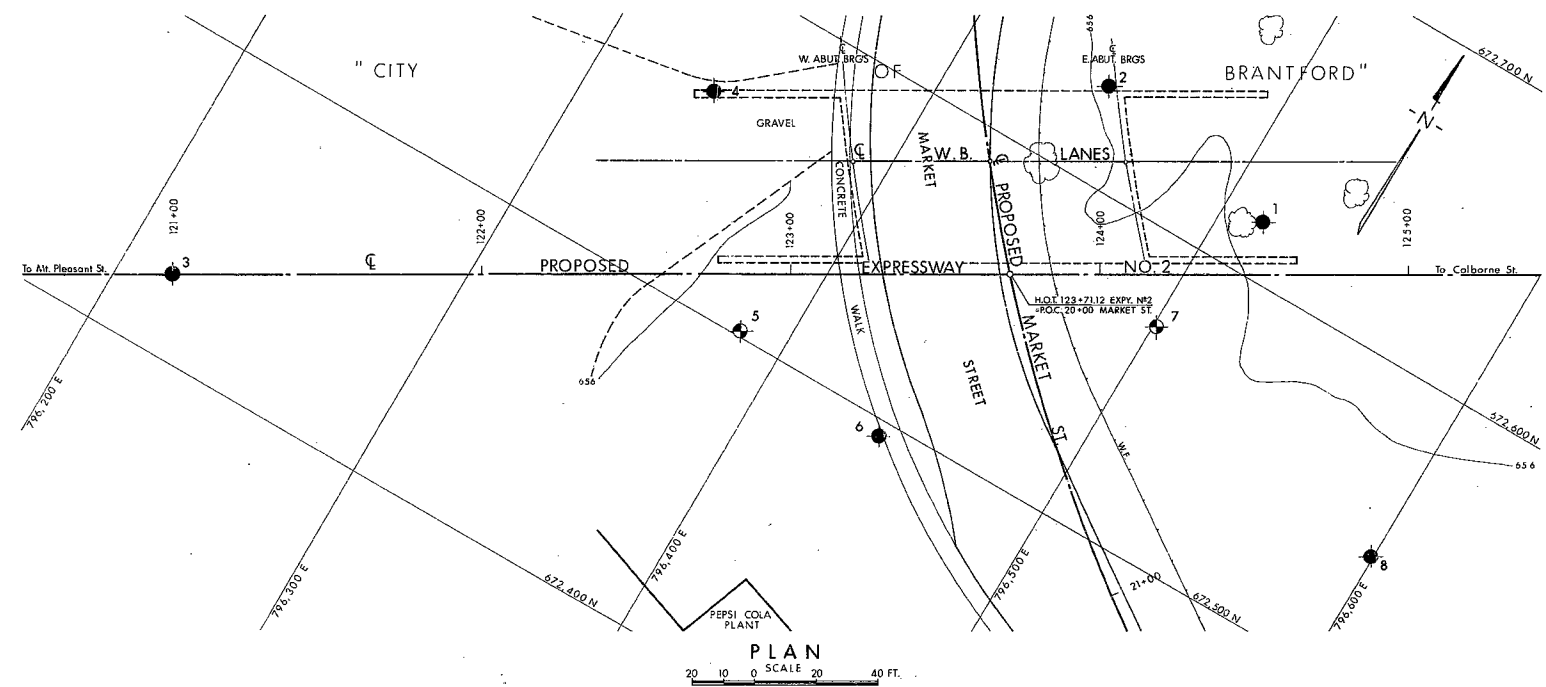 " CITY OF BRANTFORD"
672,700 N
656
W. ABUT. BRG'S
E. ABUT. BRG'S
2
4
GRAVEL
-N-
MARKET
W. B. LANES
CONCRETE
PROPOSED
1
121+00
122+00
123+00
124+00
125+00
3
To Mt. Pleasant St.
PROPOSED EXPRESSWAY NO. 2
To Colborne St.
H.O.T. 123+71.12 EXPY. Nº2
=P.O.C. 20+00 MARKET ST.
5
7
WALK
MARKET
STREET
656
796,200 E
672,600 N
6
ST.
W.F.
656
796,300 E
672,400 N
796,400 E
796,500 E
21+00
672,500 N
796,600 E
8
PEPSI COLA
PLANT
PLAN
SCALE
20 10 0 20 40 FT.